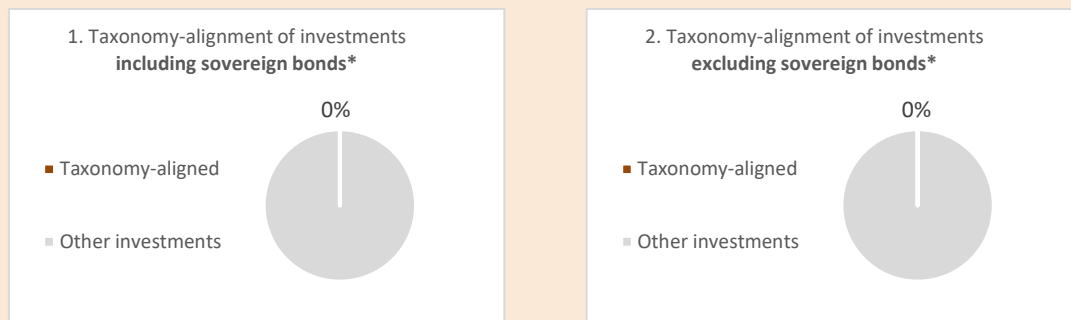 1. Taxonomy-alignment of investments
including sovereign bonds*
0%
Taxonomy-aligned
Other investments
2. Taxonomy-alignment of investments
excluding sovereign bonds*
0%
Taxonomy-aligned
Other investments